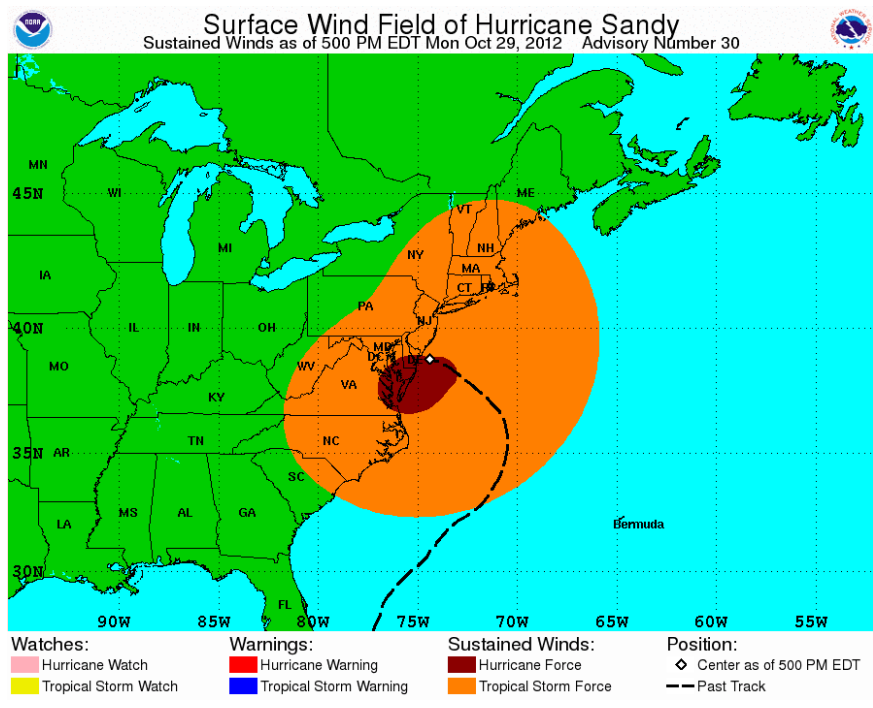 Surface Wind Field of Hurricane Sandy
Sustained Winds as of 500 PM EDT Mon Oct 29, 2012 Advisory Number 30
NOAA
NATIONAL WEATHER SERVICE
MN
WI
45N
ME
VT
MI
NY
NH
MA
IA
CT
PA
NJ
40N
IL
IN
OH
MD
DC
MO
WV
VA
KY
TN
NC
35N
AR
SC
LA
MS
AL
GA
Bermuda
30N
FL
90W 85W 80W 75W 70W 65W 60W 55W
Watches: Warnings: Sustained Winds: Position:
Hurricane Watch Hurricane Warning Hurricane Force Center as of 500 PM EDT
Tropical Storm Watch Tropical Storm Warning Tropical Storm Force Past Track